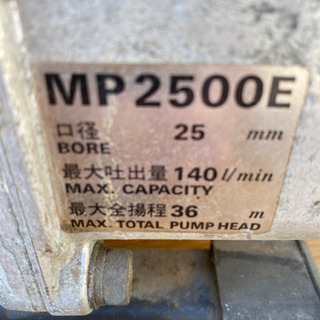 MP2500E
口径 25 mm
BORE
最大吐出量 140 l/min
MAX. CAPACITY
最大全揚程 36 m
MAX. TOTAL PUMP HEAD